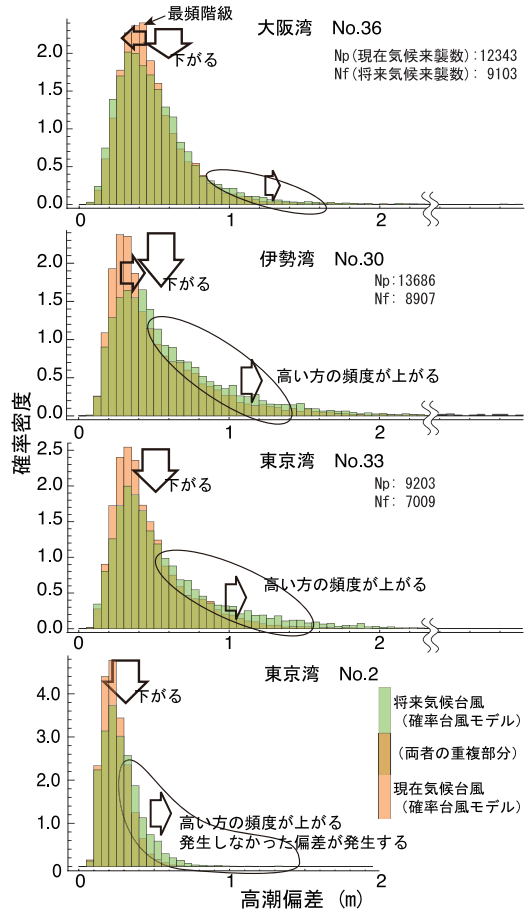 最頻階級
大阪湾 No.36
Np(現在気候来襲数):12343
Nf(将来気候来襲数): 9103
下がる
2.0
1.5
1.0
0.5
0.0
0 1 2
伊勢湾 No.30
Np:13686
Nf: 8907
下がる
高い方の頻度が上がる
2.0
1.5
1.0
0.5
0.0
0 1 2
確率密度
東京湾 No.33
Np: 9203
Nf: 7009
下がる
高い方の頻度が上がる
2.5
2.0
1.5
1.0
0.5
0.0
0 1 2
東京湾 No.2
下がる
将来気候台風
(確率台風モデル)
(両者の重複部分)
現在気候台風
(確率台風モデル)
高い方の頻度が上がる
発生しなかった偏差が発生する
4.0
3.0
2.0
1.0
0
0 1 2
高潮偏差 (m)